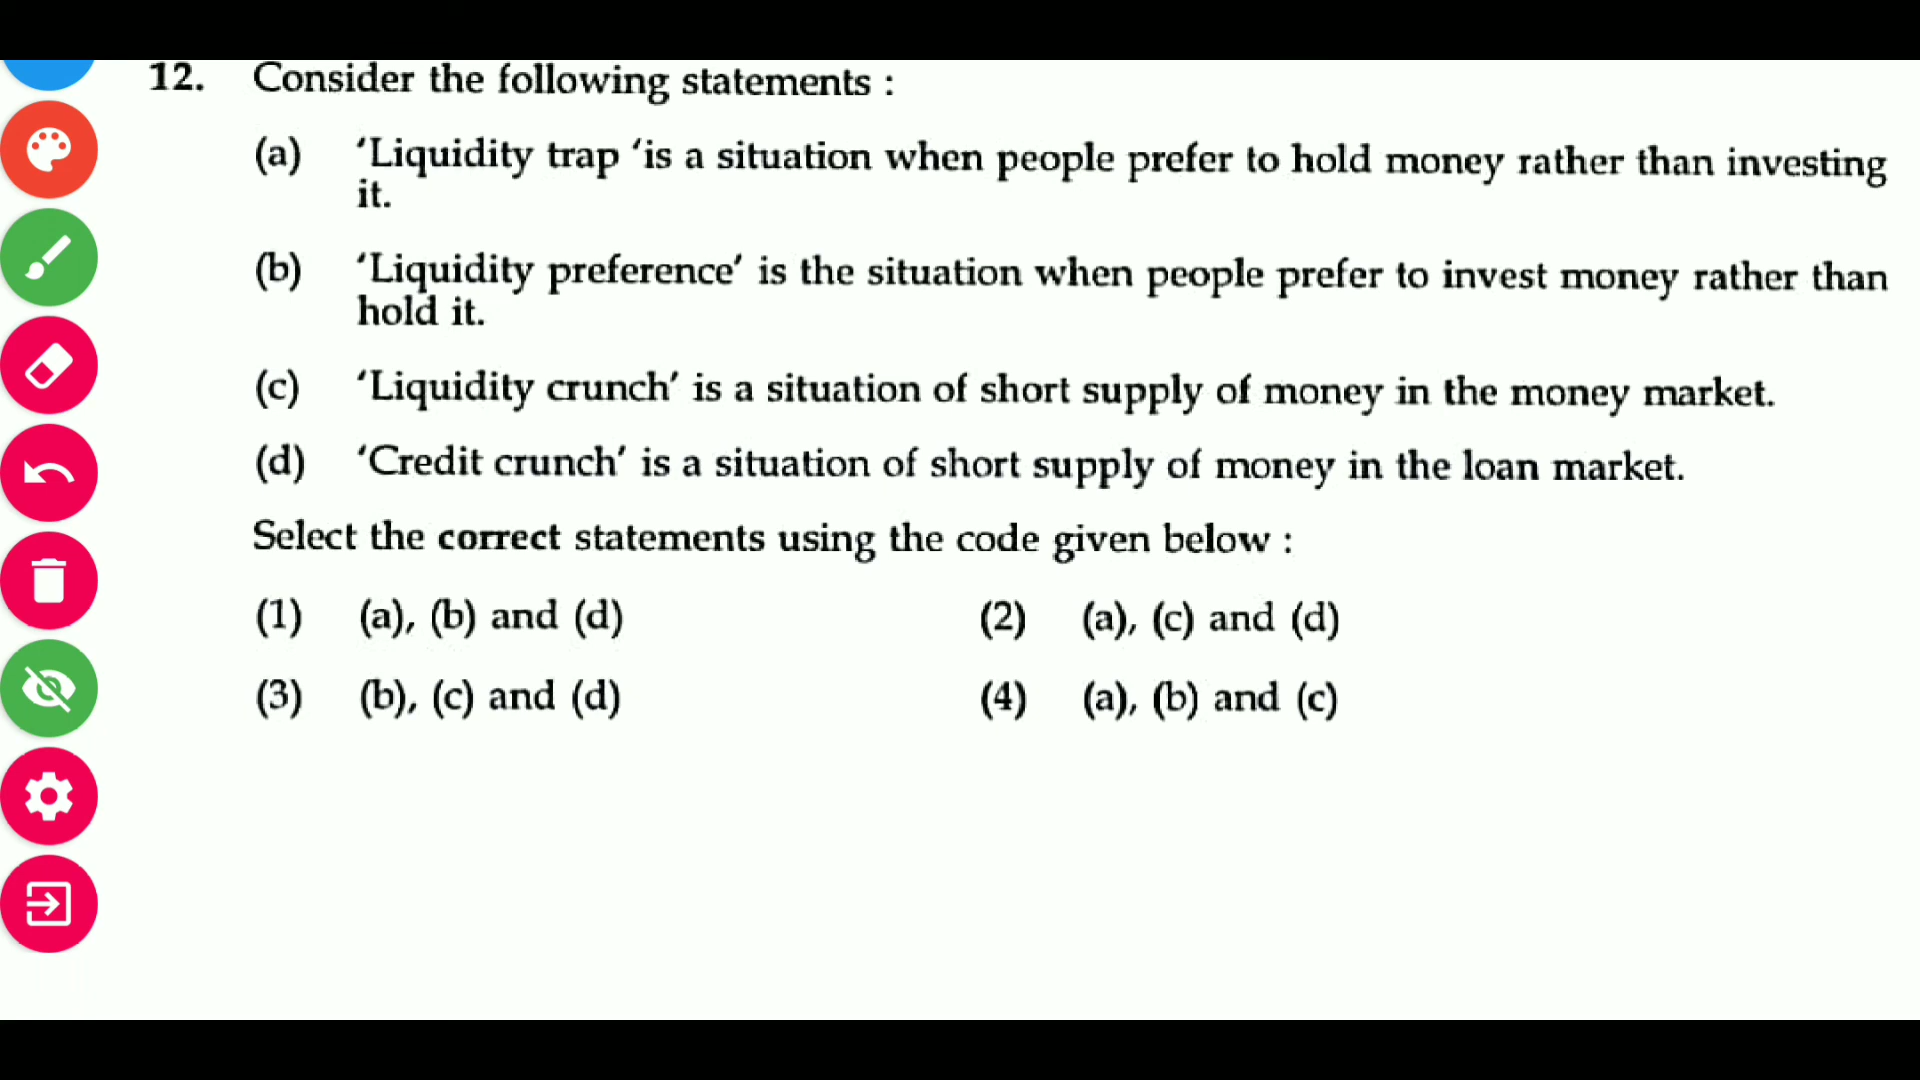 12. Consider the following statements :
(a) ‘Liquidity trap ‘is a situation when people prefer to hold money rather than investing
it.
(b) ‘Liquidity preference’ is the situation when people prefer to invest money rather than
hold it.
(c) ‘Liquidity crunch’ is a situation of short supply of money in the money market.
(d) ‘Credit crunch’ is a situation of short supply of money in the loan market.
Select the correct statements using the code given below :
(1) (a), (b) and (d) (2) (a), (c) and (d)
(3) (b), (c) and (d) (4) (a), (b) and (c)